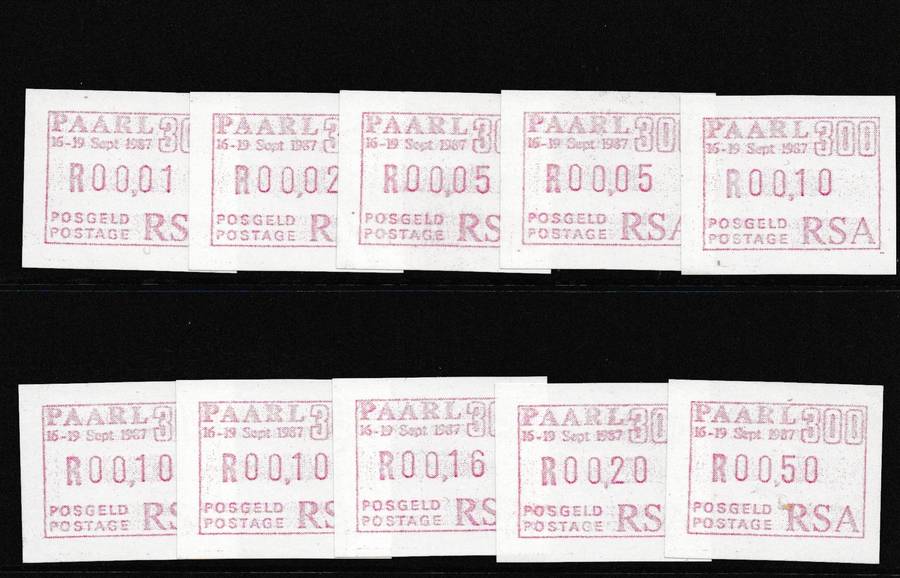 PAARL 30
16-19 Sept 1987
R00,01
POSGELD
POSTAGE RS
PAARL 3
16-19 Sept 1987
R00,02
POSGELD
POSTAGE R
PAARL 30
16-19 Sept 1987
R00,05
POSGELD
POSTAGE RS
PAARL 300
16-19 Sept 1987
R00,05
POSGELD
POSTAGE RSA
PAARL 300
16-19 Sept 1987
R00,10
POSGELD
POSTAGE RSA
PAARL 3
16-19 Sept 1987
R00,10
POSGELD
POSTAGE RS
PAARL 3
16-19 Sept 1987
R00,10
POSGELD
POSTAGE RS
PAARL 30
16-19 Sept 1987
R00,16
POSGELD
POSTAGE RS
PAARL 30
16-19 Sept 1987
R00,20
POSGELD
POSTAGE RS
PAARL 300
16-19 Sept 1987
R00,50
POSGELD
POSTAGE RSA